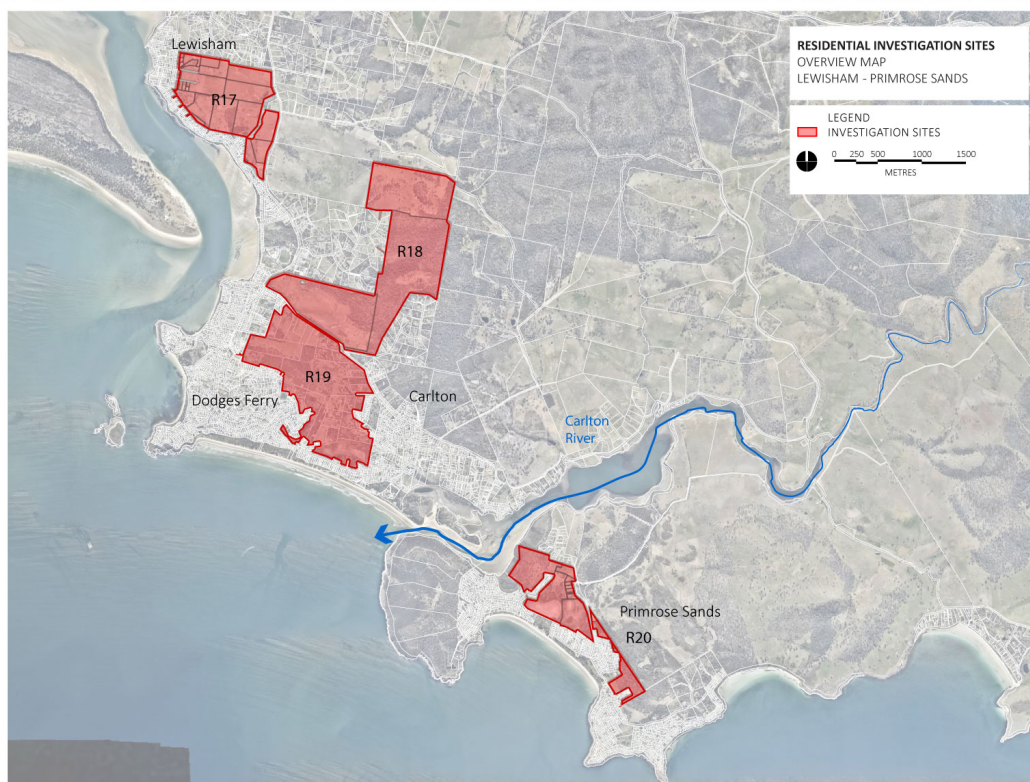 RESIDENTIAL INVESTIGATION SITES
OVERVIEW MAP
LEWISHAM - PRIMROSE SANDS
LEGEND
INVESTIGATION SITES
0 250 500 1000 1500
METRES
Lewisham
R17
R18
R19
Dodges Ferry
Carlton
Carlton
River
Primrose Sands
R20